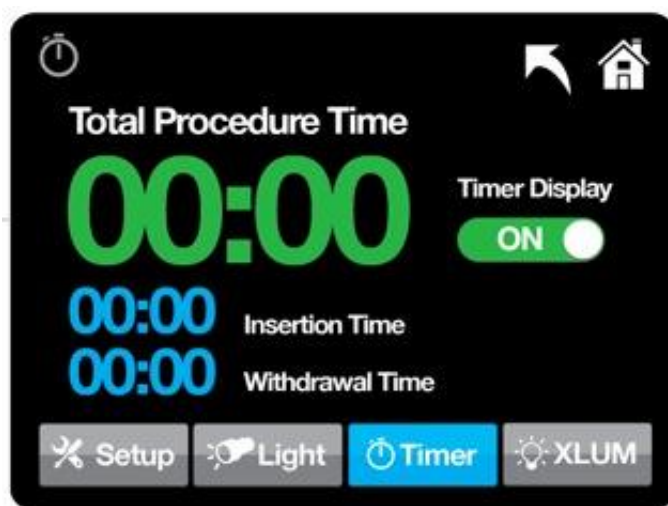 Total Procedure Time
00:00
Timer Display
ON
00:00 Insertion Time
00:00 Withdrawal Time
Setup Light Timer XLUM